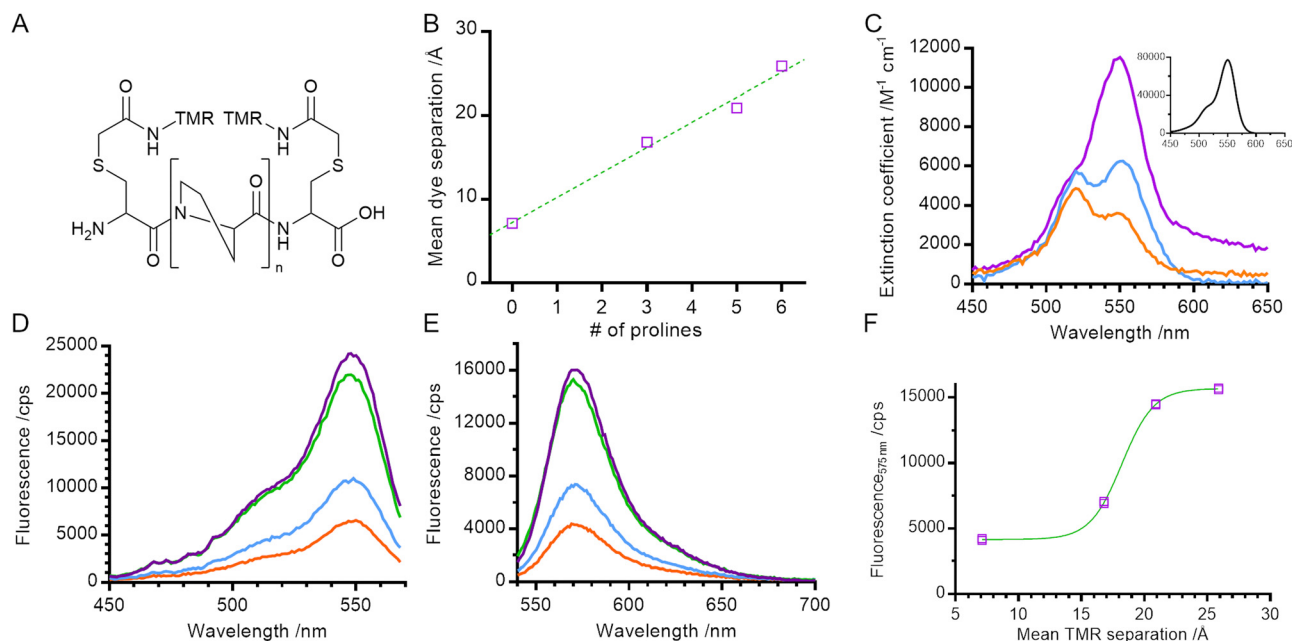 A
O
TMR
N
H
S
TMR
N
H
O
S
H₂N
O
N
O
n
N
H
O
OH
B
Mean dye separation /Å
30
20
10
0
0 1 2 3 4 5 6
# of prolines
C
Extinction coefficient /M⁻¹ cm⁻¹
12000
10000
8000
6000
4000
2000
0
450 500 550 600 650
Wavelength /nm
80000
40000
0
450 500 550 600 650
D
Fluorescence /cps
25000
20000
15000
10000
5000
0
450 500 550
Wavelength /nm
E
Fluorescence /cps
16000
12000
8000
4000
0
550 600 650 700
Wavelength /nm
F
Fluorescence₅₇₅ₙₘ /cps
15000
10000
5000
0
5 10 15 20 25 30
Mean TMR separation /Å